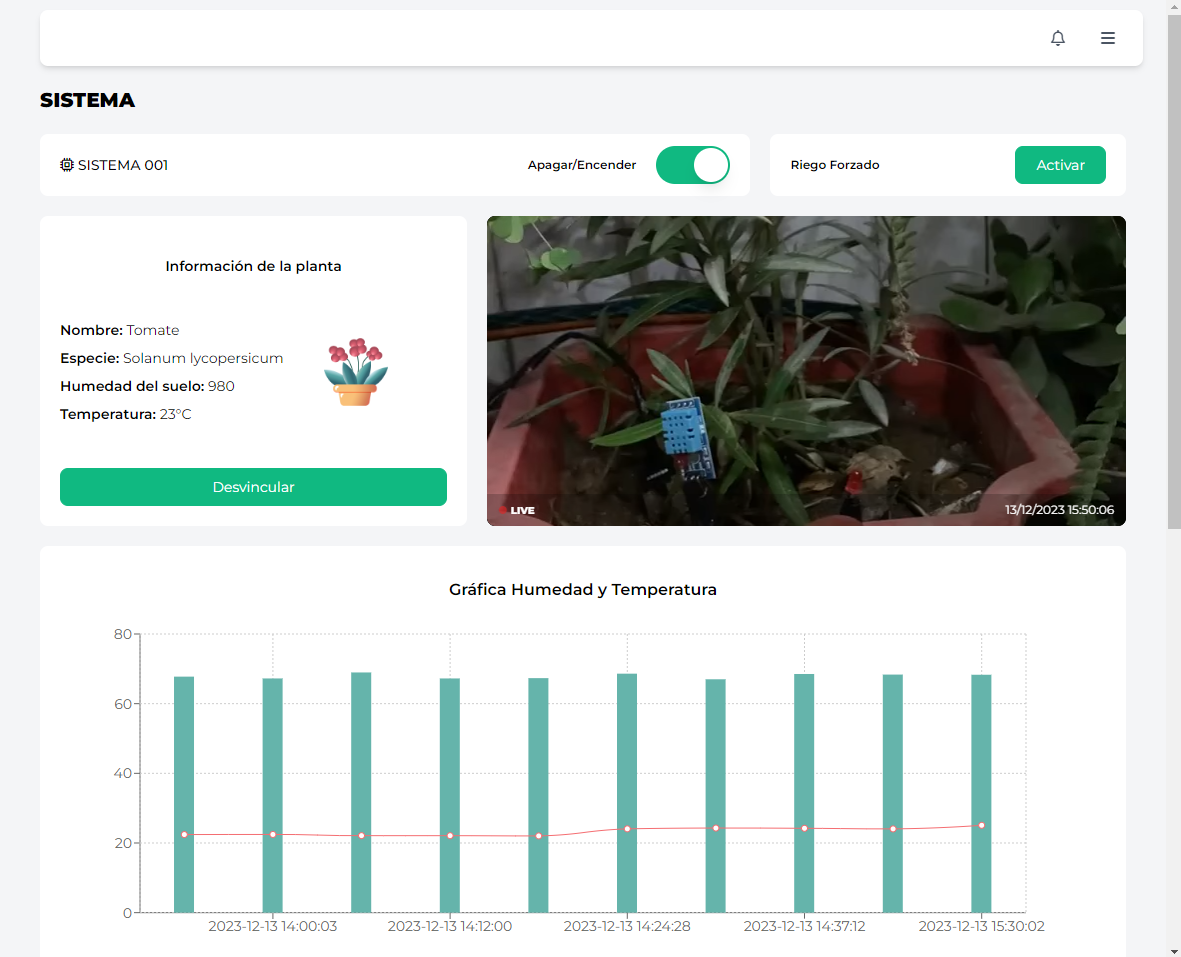 SISTEMA
SISTEMA 001
Apagar/Encender
Riego Forzado
Activar
Información de la planta
Nombre: Tomate
Especie: Solanum lycopersicum
Humedad del suelo: 980
Temperatura: 23°C
Desvincular
LIVE
13/12/2023 15:50:06
Gráfica Humedad y Temperatura
80
60
40
20
0
2023-12-13 14:00:03
2023-12-13 14:12:00
2023-12-13 14:24:28
2023-12-13 14:37:12
2023-12-13 15:30:02